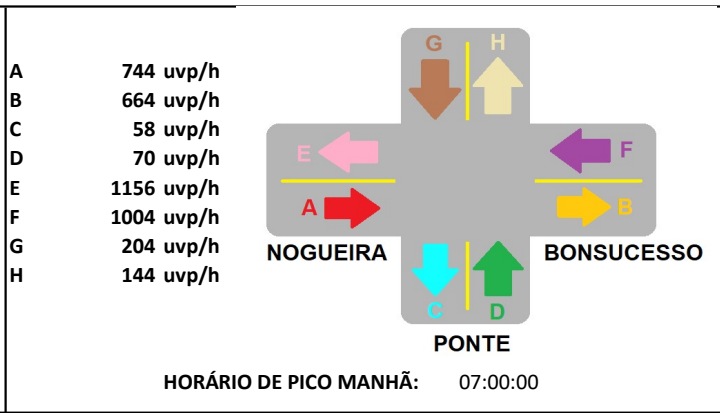 A 744 uvp/h
B 664 uvp/h
C 58 uvp/h
D 70 uvp/h
E 1156 uvp/h
F 1004 uvp/h
G 204 uvp/h
H 144 uvp/h
G H
E F
A B
NOGUEIRA BONSUCESSO
C D
PONTE
HORÁRIO DE PICO MANHÃ: 07:00:00